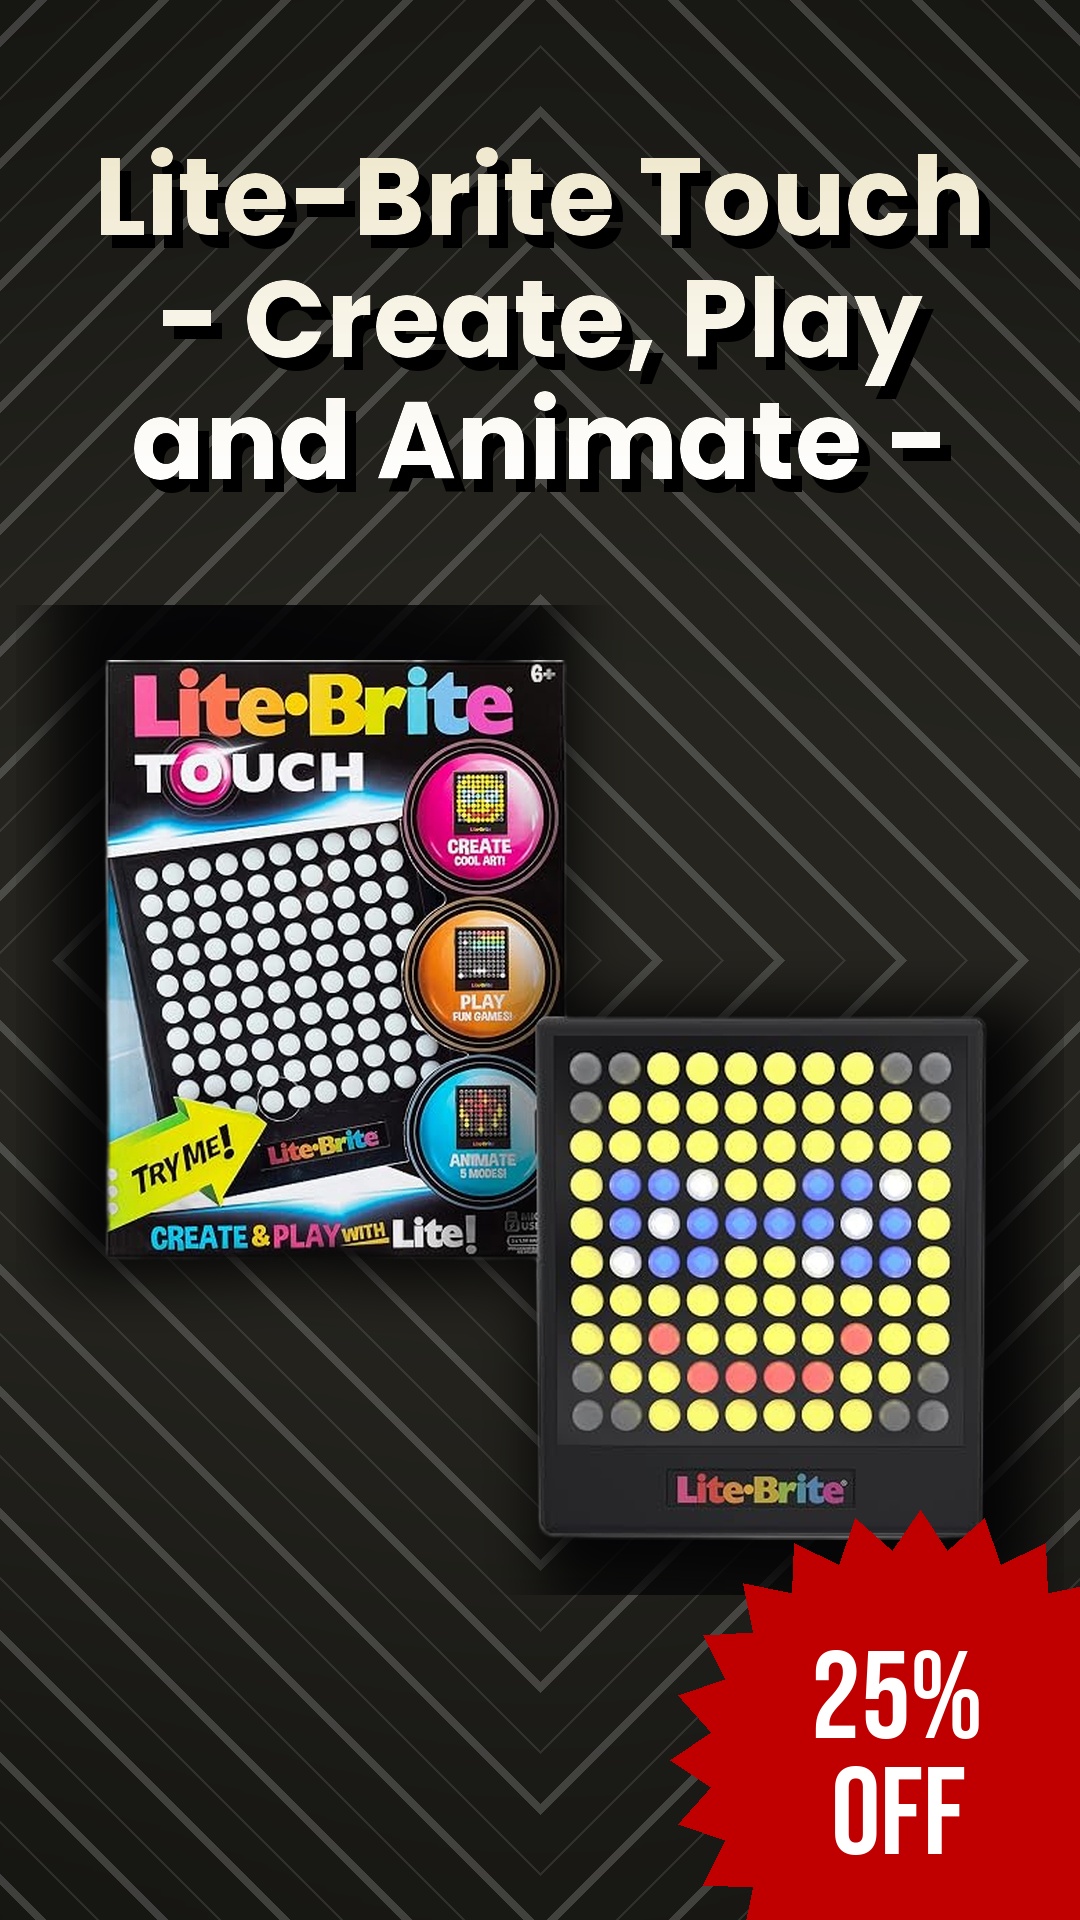 Lite-Brite Touch
- Create, Play
and Animate -
6+
Lite•Brite®
TOUCH
CREATE
COOL ART!
PLAY
FUN GAMES!
ANIMATE
5 MODES!
TRY ME!
Lite•Brite
CREATE & PLAY WITH Lite!
Lite•Brite®
25%
OFF